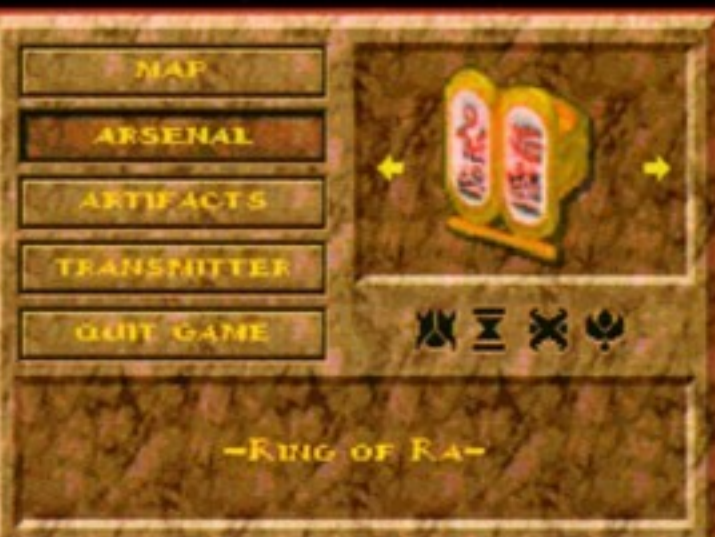 MAP
ARSENAL
ARTIFACTS
TRANSMITTER
QUIT GAME
-RING OF RA-